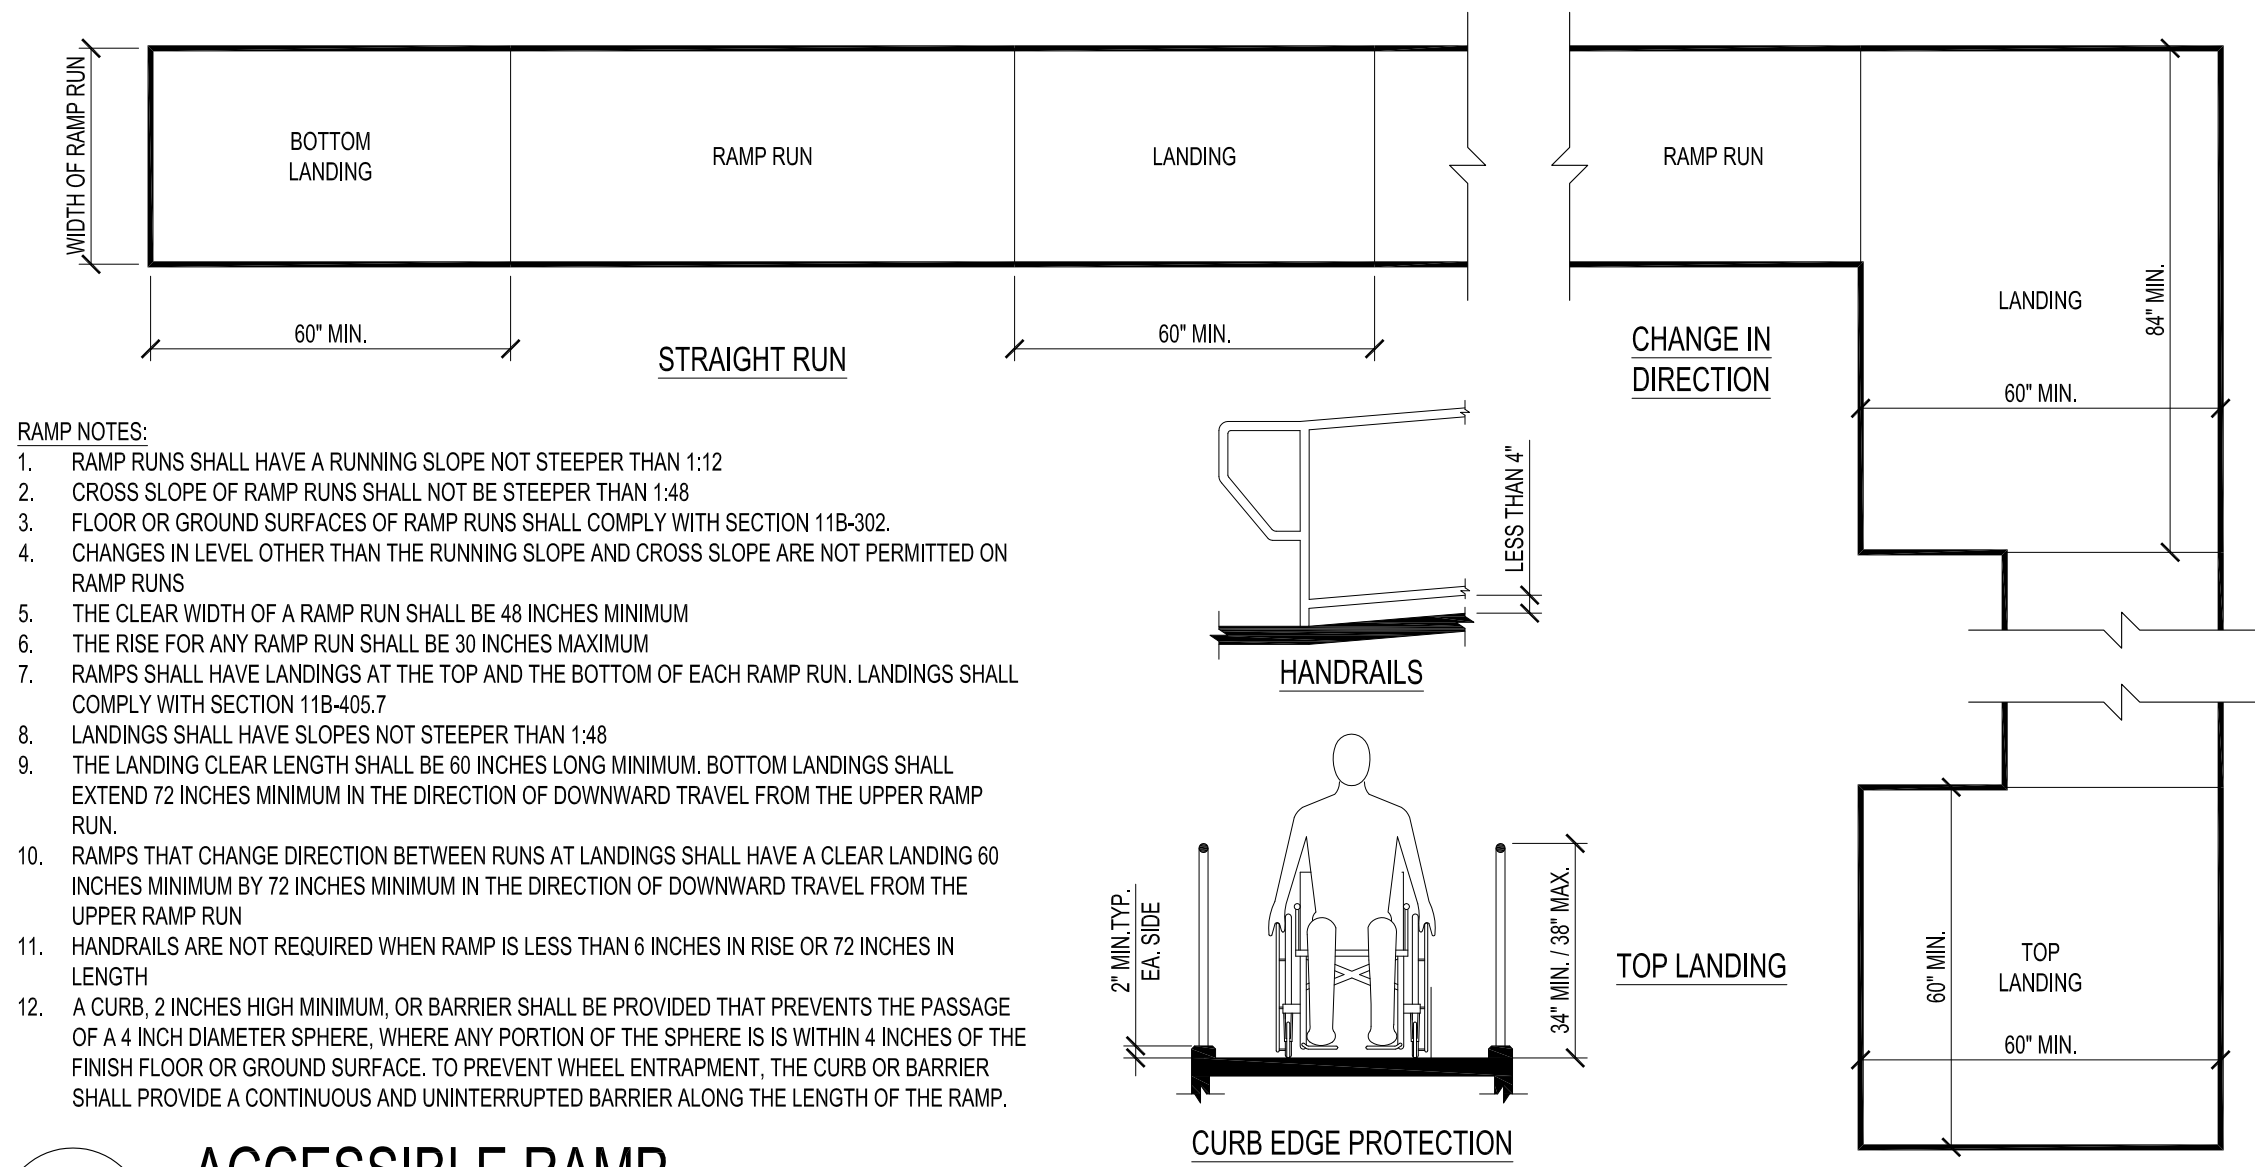 WIDTH OF RAMP RUN
BOTTOM
LANDING
RAMP RUN
LANDING
RAMP RUN
LANDING
84" MIN.
60" MIN.
STRAIGHT RUN
60" MIN.
CHANGE IN
DIRECTION
60" MIN.
RAMP NOTES:
1. RAMP RUNS SHALL HAVE A RUNNING SLOPE NOT STEEPER THAN 1:12
2. CROSS SLOPE OF RAMP RUNS SHALL NOT BE STEEPER THAN 1:48
3. FLOOR OR GROUND SURFACES OF RAMP RUNS SHALL COMPLY WITH SECTION 11B-302.
4. CHANGES IN LEVEL OTHER THAN THE RUNNING SLOPE AND CROSS SLOPE ARE NOT PERMITTED ON
RAMP RUNS
5. THE CLEAR WIDTH OF A RAMP RUN SHALL BE 48 INCHES MINIMUM
6. THE RISE FOR ANY RAMP RUN SHALL BE 30 INCHES MAXIMUM
7. RAMPS SHALL HAVE LANDINGS AT THE TOP AND THE BOTTOM OF EACH RAMP RUN. LANDINGS SHALL
COMPLY WITH SECTION 11B-405.7
8. LANDINGS SHALL HAVE SLOPES NOT STEEPER THAN 1:48
9. THE LANDING CLEAR LENGTH SHALL BE 60 INCHES LONG MINIMUM. BOTTOM LANDINGS SHALL
EXTEND 72 INCHES MINIMUM IN THE DIRECTION OF DOWNWARD TRAVEL FROM THE UPPER RAMP
RUN.
10. RAMPS THAT CHANGE DIRECTION BETWEEN RUNS AT LANDINGS SHALL HAVE A CLEAR LANDING 60
INCHES MINIMUM BY 72 INCHES MINIMUM IN THE DIRECTION OF DOWNWARD TRAVEL FROM THE
UPPER RAMP RUN
11. HANDRAILS ARE NOT REQUIRED WHEN RAMP IS LESS THAN 6 INCHES IN RISE OR 72 INCHES IN
LENGTH
12. A CURB, 2 INCHES HIGH MINIMUM, OR BARRIER SHALL BE PROVIDED THAT PREVENTS THE PASSAGE
OF A 4 INCH DIAMETER SPHERE, WHERE ANY PORTION OF THE SPHERE IS IS WITHIN 4 INCHES OF THE
FINISH FLOOR OR GROUND SURFACE. TO PREVENT WHEEL ENTRAPMENT, THE CURB OR BARRIER
SHALL PROVIDE A CONTINUOUS AND UNINTERRUPTED BARRIER ALONG THE LENGTH OF THE RAMP.
LESS THAN 4"
HANDRAILS
2" MIN.TYP.
EA. SIDE
34" MIN. / 38" MAX.
CURB EDGE PROTECTION
TOP LANDING
60" MIN.
TOP
LANDING
60" MIN.
ACCESSIBLE RAMP